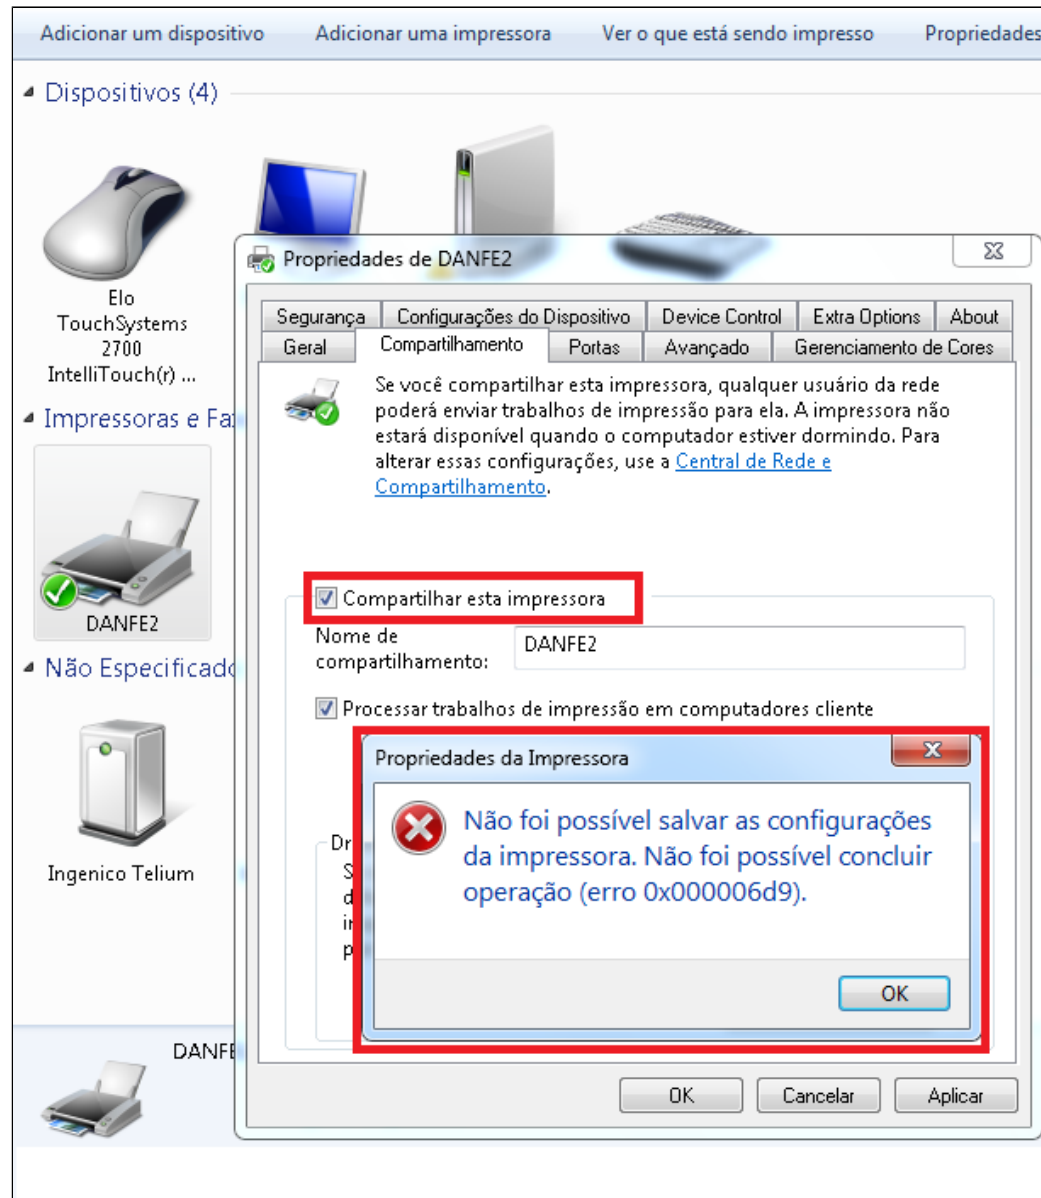 Adicionar um dispositivo Adicionar uma impressora Ver o que está sendo impresso Propriedades
Dispositivos (4)
Elo
TouchSystems
2700
IntelliTouch(r) ...
Impressoras e Fa
DANFE2
Não Especificado
Ingenico Telium
DANFE
Propriedades de DANFE2
Segurança Configurações do Dispositivo Device Control Extra Options About
Geral Compartilhamento Portas Avançado Gerenciamento de Cores
Se você compartilhar esta impressora, qualquer usuário da rede
poderá enviar trabalhos de impressão para ela. A impressora não
estará disponível quando o computador estiver dormindo. Para
alterar essas configurações, use a Central de Rede e
Compartilhamento.
Compartilhar esta impressora
Nome de
compartilhamento:
DANFE2
Processar trabalhos de impressão em computadores cliente
Dr
S
d
p
Propriedades da Impressora
Não foi possível salvar as configurações
da impressora. Não foi possível concluir
operação (erro 0x000006d9).
OK
OK Cancelar Aplicar